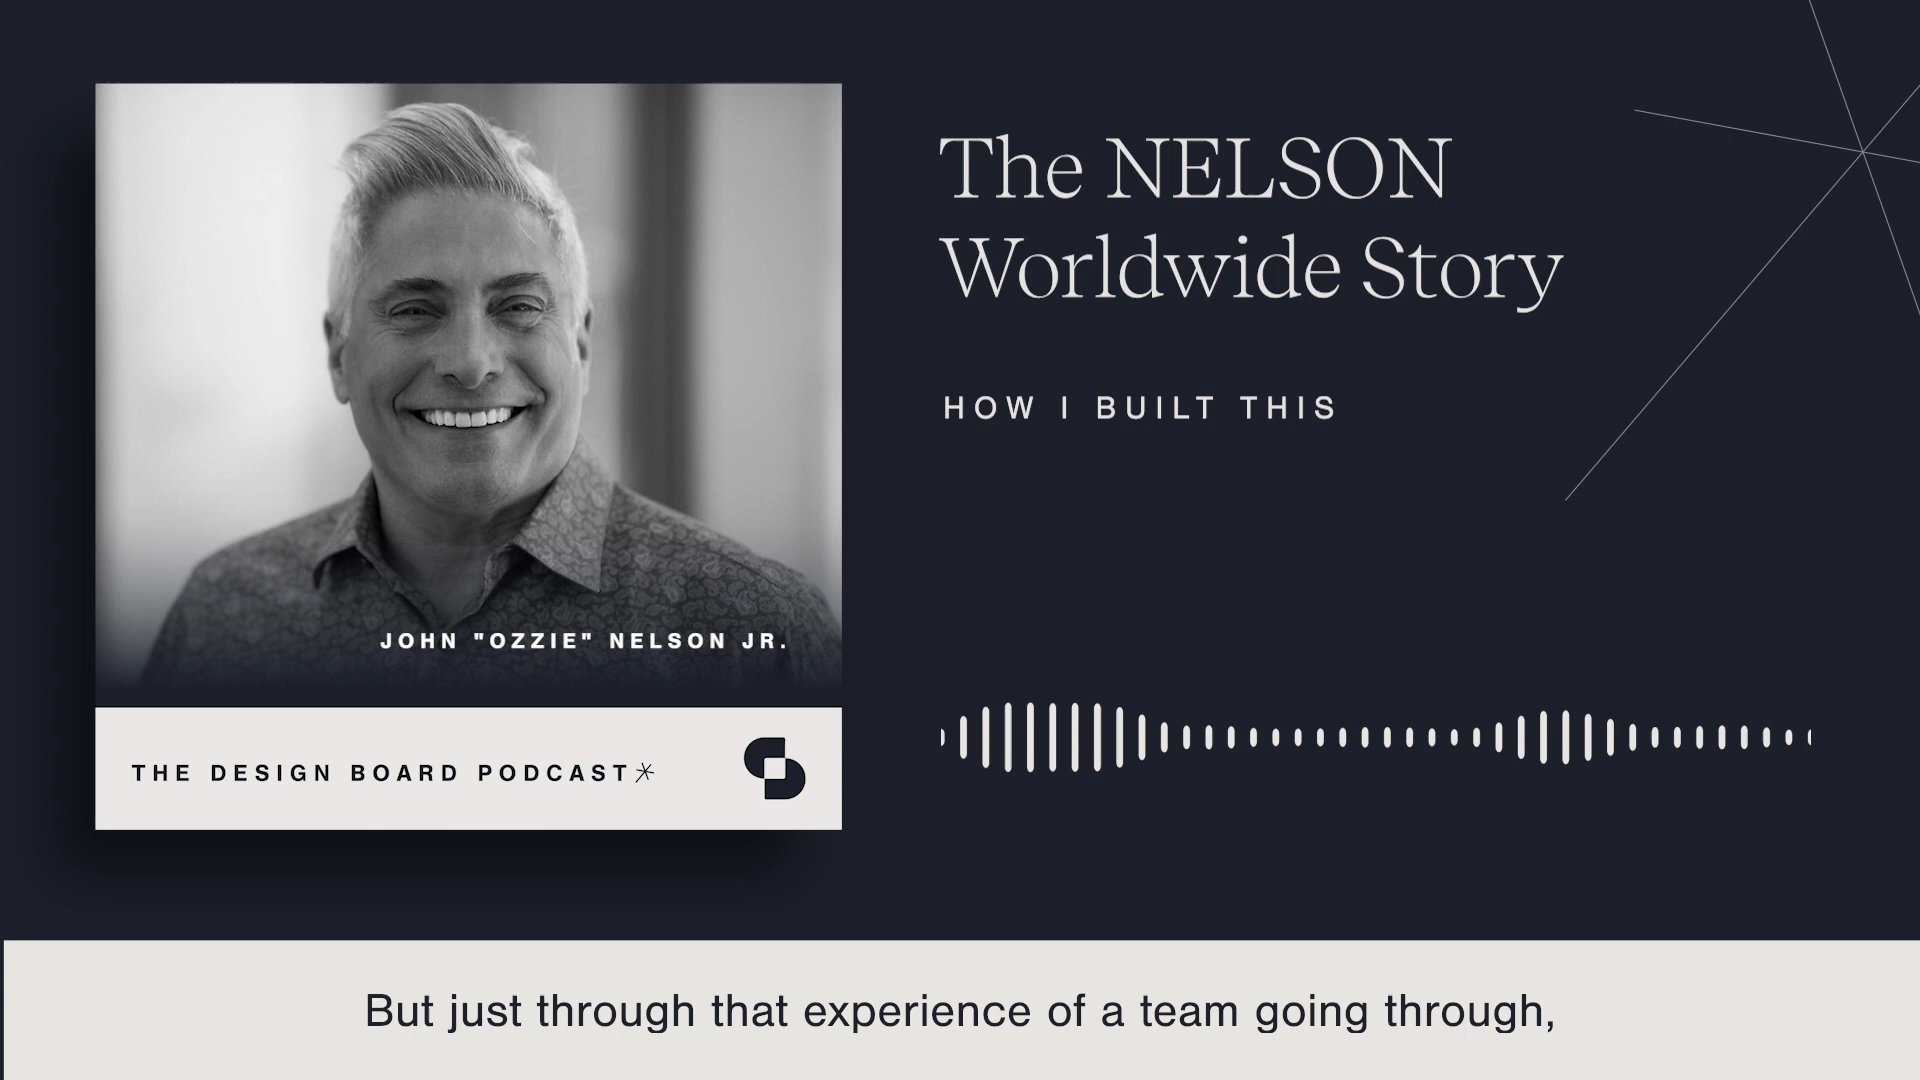 The NELSON
Worldwide Story
HOW I BUILT THIS
JOHN "OZZIE" NELSON JR.
THE DESIGN BOARD PODCAST
But just through that experience of a team going through,